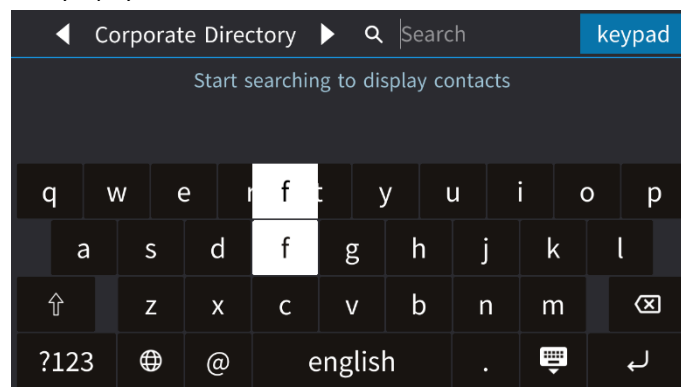 Corporate Directory Search keypad
Start searching to display contacts
q w e r f t y u i o p
a s d f g h j k l
z x c v b n m
?123 @ english .